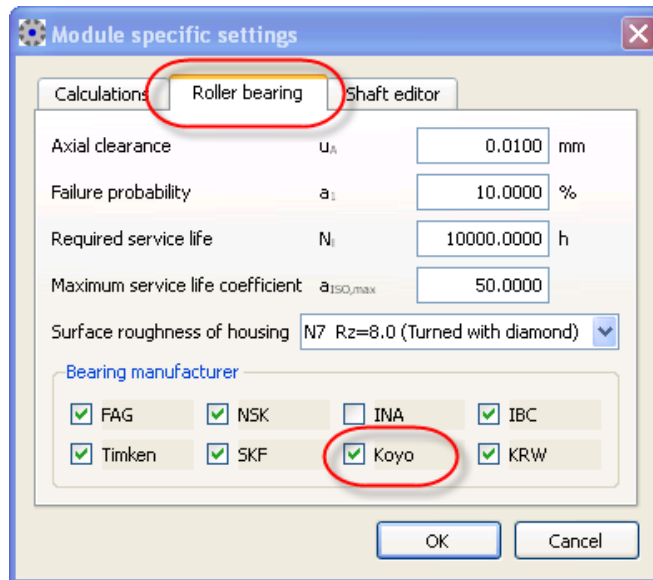 Module specific settings
Calculations Roller bearing Shaft editor
Axial clearance uA 0.0100 mm
Failure probability a1 10.0000 %
Required service life Ni 10000.0000 h
Maximum service life coefficient aISO,max 50.0000
Surface roughness of housing N7 Rz=8.0 (Turned with diamond)
Bearing manufacturer
FAG NSK INA IBC
Timken SKF Koyo KRW
OK Cancel